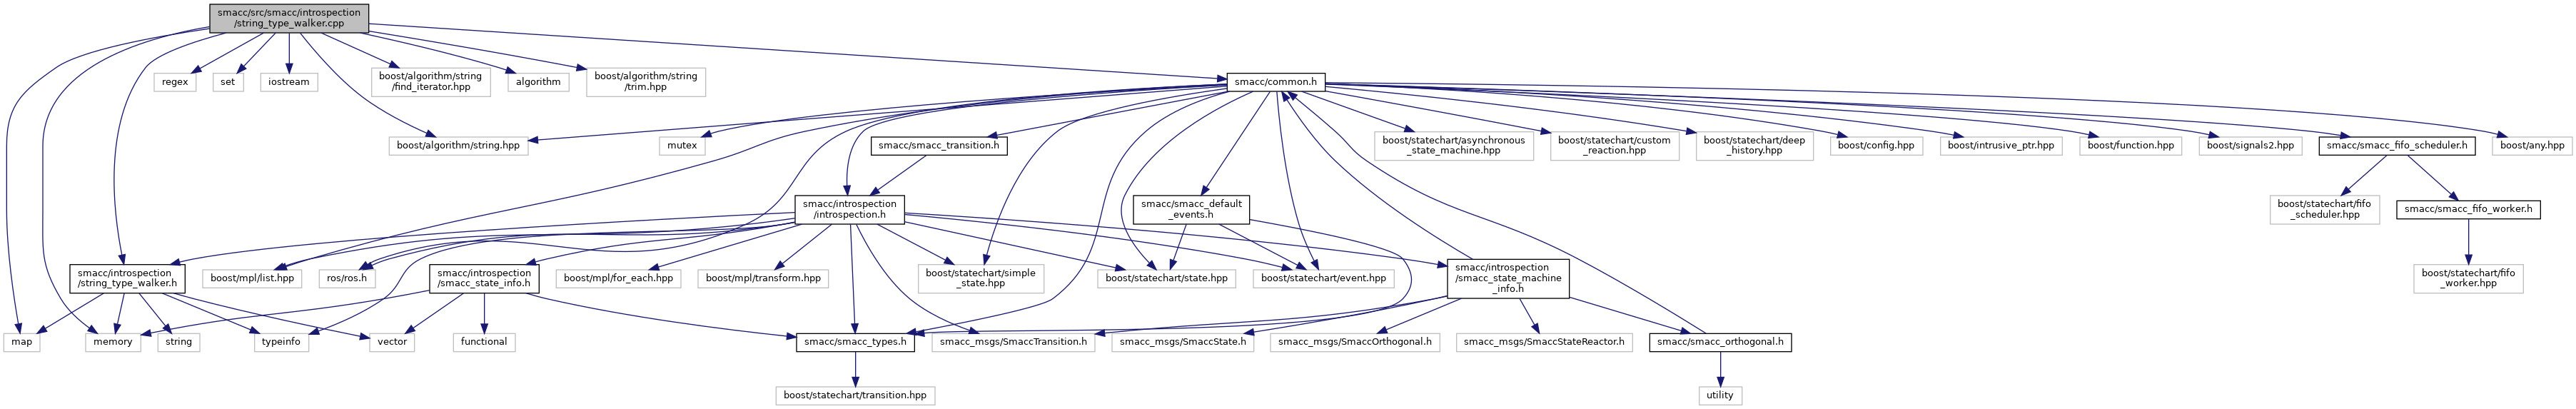 smacc/src/smacc/introspection
/string_type_walker.cpp
regex
set
iostream
boost/algorithm/string
/find_iterator.hpp
algorithm
boost/algorithm/string
/trim.hpp
smacc/common.h
boost/algorithm/string.hpp
mutex
smacc/smacc_transition.h
boost/statechart/asynchronous
_state_machine.hpp
boost/statechart/custom
_reaction.hpp
boost/statechart/deep
_history.hpp
boost/config.hpp
boost/intrusive_ptr.hpp
boost/function.hpp
boost/signals2.hpp
smacc/smacc_fifo_scheduler.h
boost/any.hpp
smacc/introspection
/introspection.h
smacc/smacc_default
_events.h
boost/statechart/fifo
_scheduler.hpp
smacc/smacc_fifo_worker.h
smacc/introspection
/string_type_walker.h
boost/mpl/list.hpp
ros/ros.h
smacc/introspection
/smacc_state_info.h
boost/mpl/for_each.hpp
boost/mpl/transform.hpp
boost/statechart/simple
_state.hpp
boost/statechart/state.hpp
boost/statechart/event.hpp
smacc/introspection
/smacc_state_machine
_info.h
boost/statechart/fifo
_worker.hpp
map
memory
string
typeinfo
vector
functional
smacc/smacc_types.h
smacc_msgs/SmaccTransition.h
smacc_msgs/SmaccState.h
smacc_msgs/SmaccOrthogonal.h
smacc_msgs/SmaccStateReactor.h
smacc/smacc_orthogonal.h
boost/statechart/transition.hpp
utility